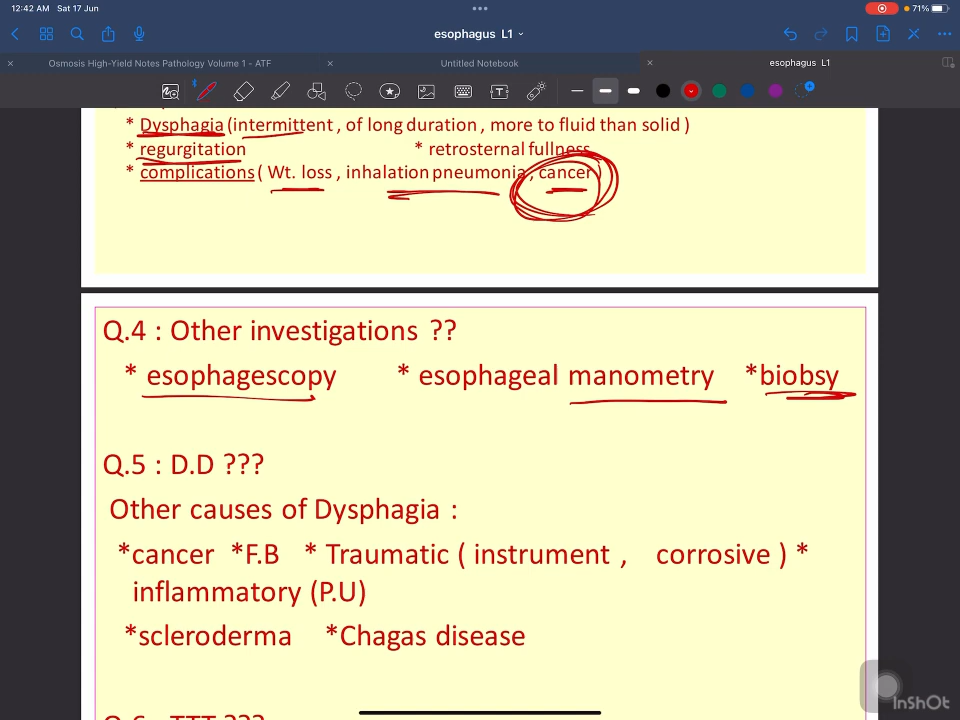 12:42 AM Sat 17 Jun
71%
esophagus L1
Osmosis High-Yield Notes Pathology Volume 1 - ATF
Untitled Notebook
esophagus L1
* Dysphagia (intermittent , of long duration , more to fluid than solid )
* regurgitation * retrosternal fullness
* complications ( Wt. loss , inhalation pneumonia , cancer )
Q.4 : Other investigations ??
* esophagescopy * esophageal manometry *biobsy
Q.5 : D.D ???
Other causes of Dysphagia :
*cancer *F.B * Traumatic ( instrument , corrosive ) *
inflammatory (P.U)
*scleroderma *Chagas disease
Q.6 : TTT ???
InShOt